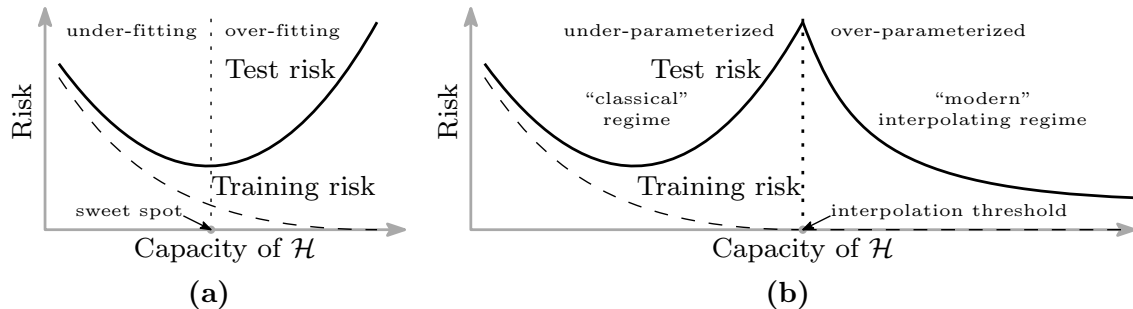 under-fitting
over-fitting
Test risk
Risk
Training risk
sweet spot
Capacity of ℋ
(a)
under-parameterized
over-parameterized
Test risk
“classical”
regime
“modern”
interpolating regime
Risk
Training risk
interpolation threshold
Capacity of ℋ
(b)